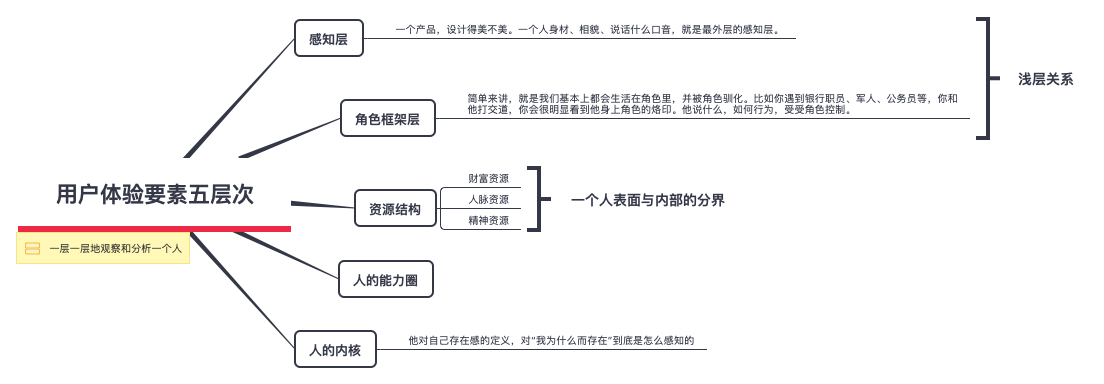 感知层
一个产品，设计得美不美。一个人身材、相貌、说话什么口音，就是最外层的感知层。
浅层关系
角色框架层
简单来讲，就是我们基本上都会生活在角色里，并被角色驯化。比如你遇到银行职员、军人、公务员等，你和
他打交道，你会很明显看到他身上角色的烙印。他说什么，如何行为，受受角色控制。
用户体验要素五层次
一层一层地观察和分析一个人
资源结构
财富资源
人脉资源
精神资源
一个人表面与内部的分界
人的能力圈
人的内核
他对自己存在感的定义，对“我为什么而存在”到底是怎么感知的